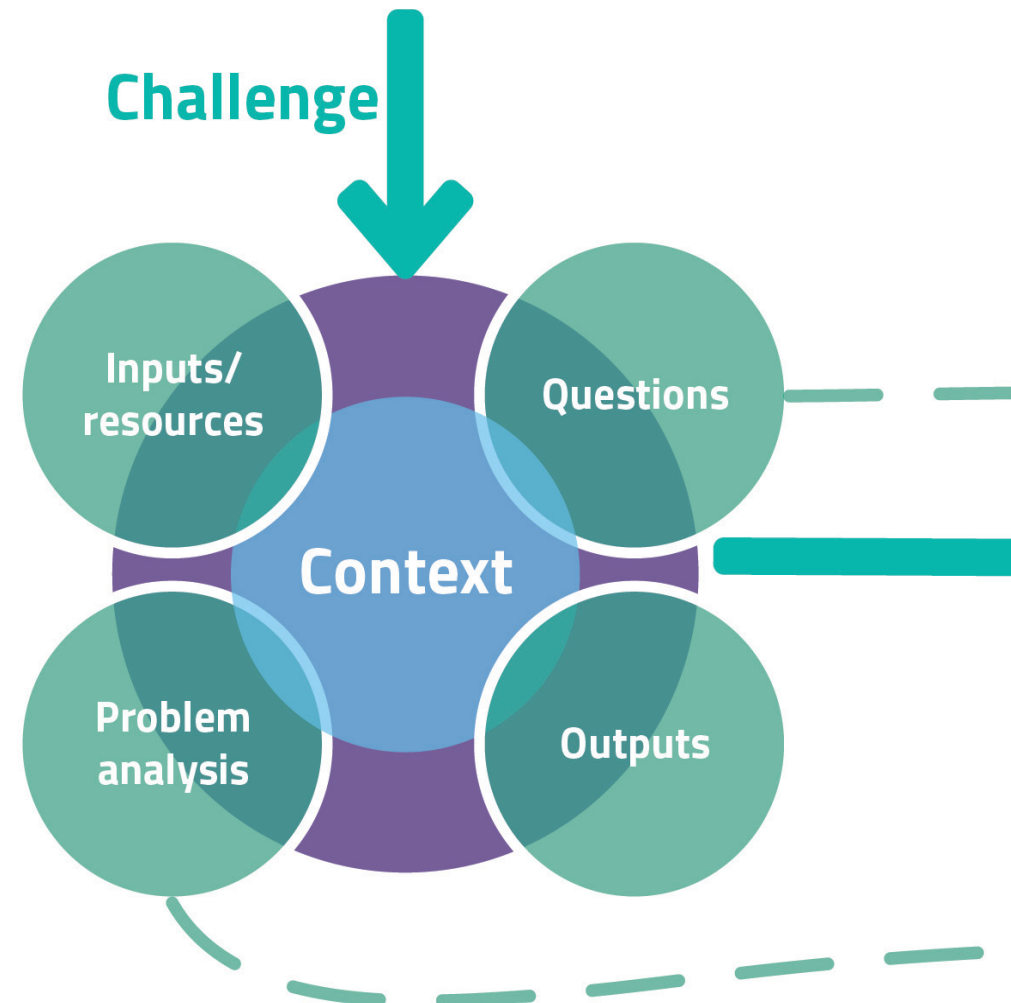 Challenge
Inputs/
resources
Questions
Context
Problem
analysis
Outputs